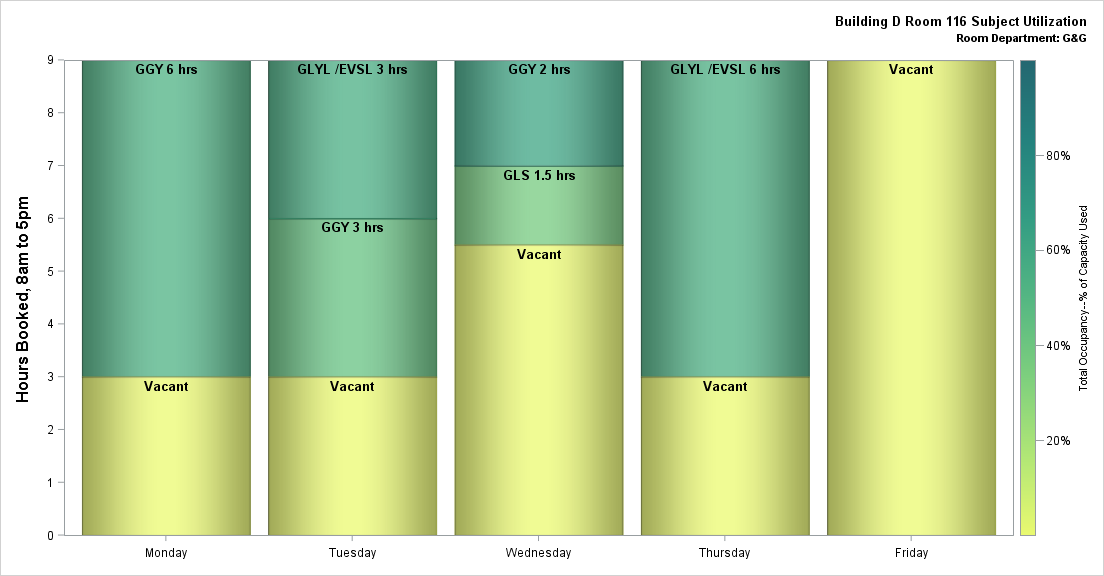 Building D Room 116 Subject Utilization
Room Department: G&G
Hours Booked, 8am to 5pm
9
8
7
6
5
4
3
2
1
0
GGY 6 hrs
Vacant
GLYL /EVSL 3 hrs
GGY 3 hrs
Vacant
GGY 2 hrs
GLS 1.5 hrs
Vacant
GLYL /EVSL 6 hrs
Vacant
Vacant
Monday
Tuesday
Wednesday
Thursday
Friday
80%
60%
40%
20%
Total Occupancy--% of Capacity Used